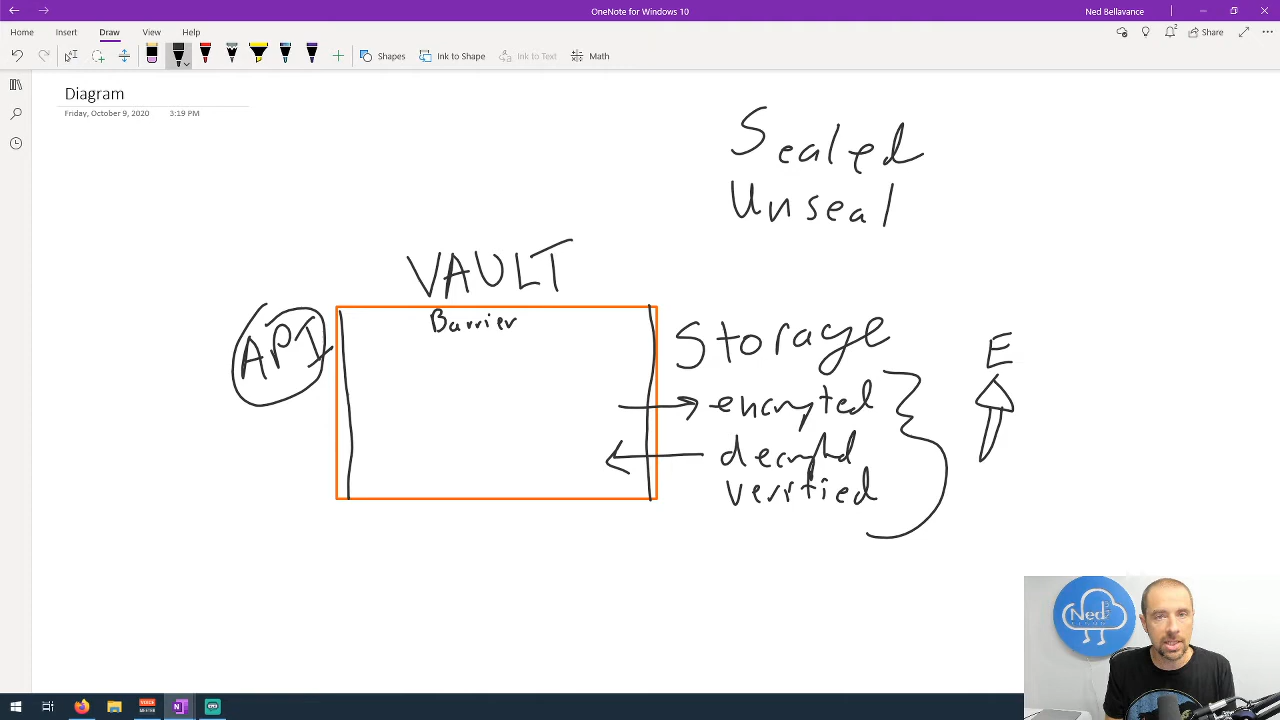 OneNote for Windows 10
Ned Bellavance
Home Insert Draw View Help
Share
Shapes
Ink to Shape
Ink to Text
Math
Diagram
Friday, October 9, 2020 3:19 PM
Sealed
Unseal
VAULT
Barrier
API
Storage
E
encrypted
decrypted
verified
Ned